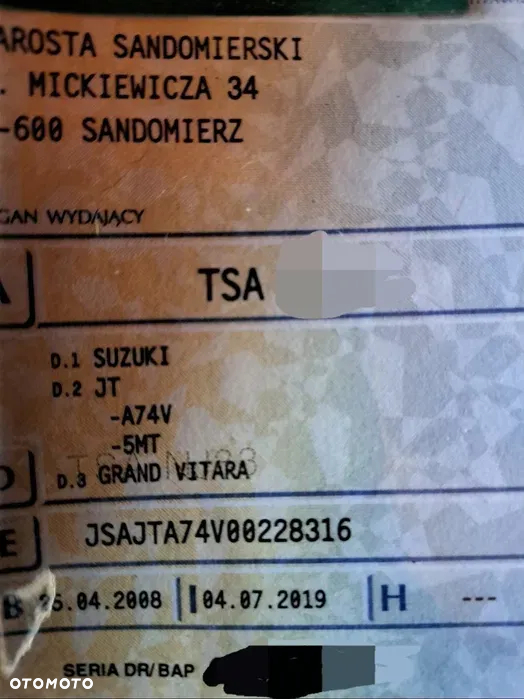 AROSTA SANDOMIERSKI
. MICKIEWICZA 34
-600 SANDOMIERZ
GAN WYDAJĄCY
A TSA
D.1 SUZUKI
D.2 JT
-A74V
-5MT
D D.3 GRAND VITARA
E JSAJTA74V00228316
B 5.04.2008 I 04.07.2019 H ---
SERIA DR/BAP
OTOMOTO